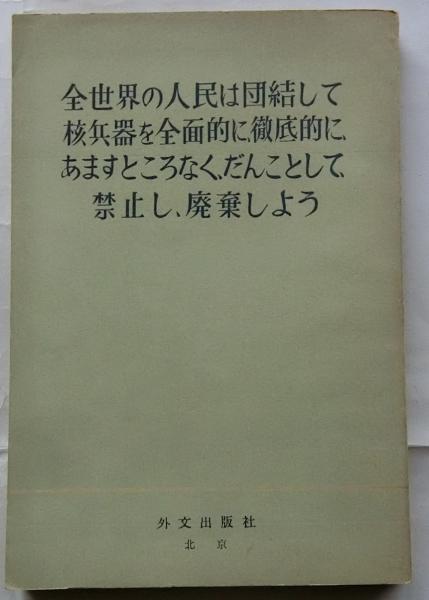 全世界の人民は団結して
核兵器を全面的に、徹底的に、
あますところなく、だんことして、
禁止し、廃棄しよう
外文出版社
北京